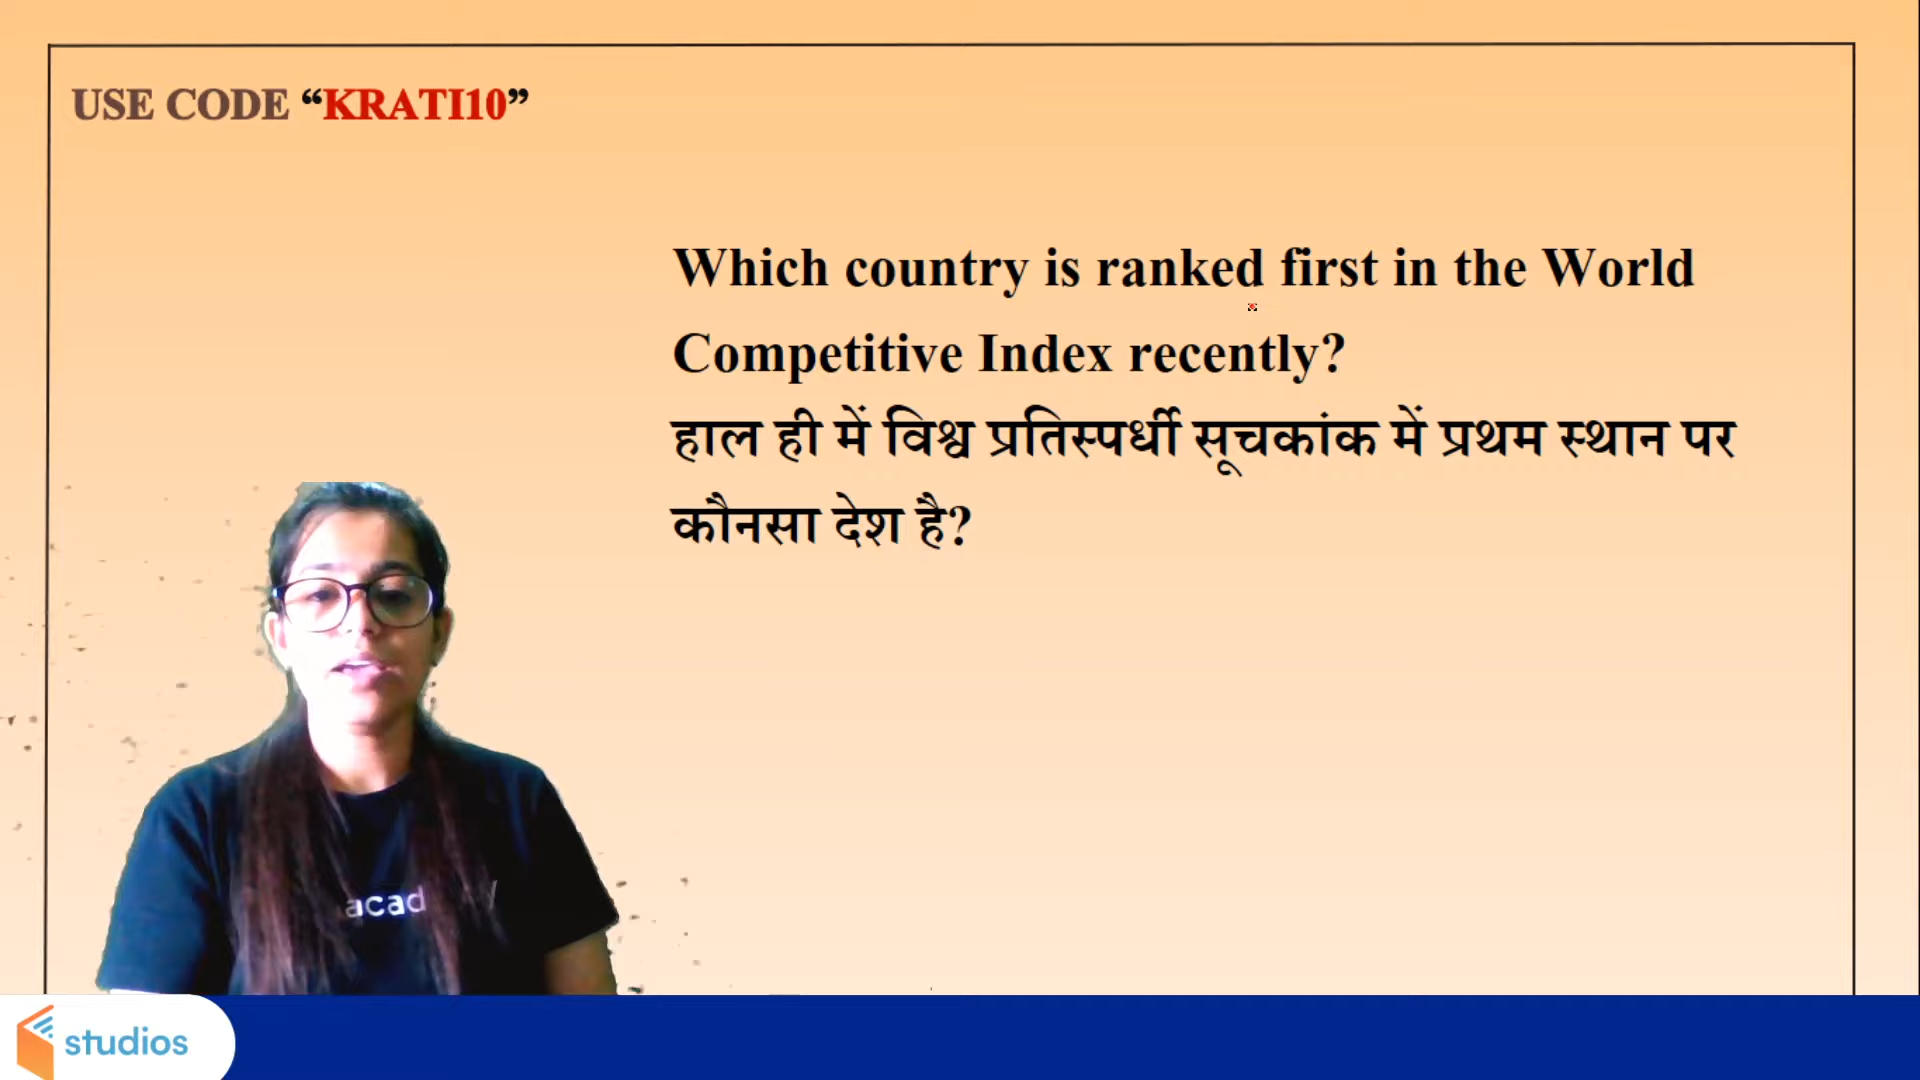 USE CODE “KRATI10”
Which country is ranked first in the World
Competitive Index recently?
हाल ही में विश्व प्रतिस्पर्धी सूचकांक में प्रथम स्थान पर
कौनसा देश है?
acad
studios